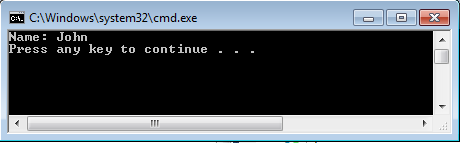 C:\Windows\system32\cmd.exe
Name: John
Press any key to continue . . .